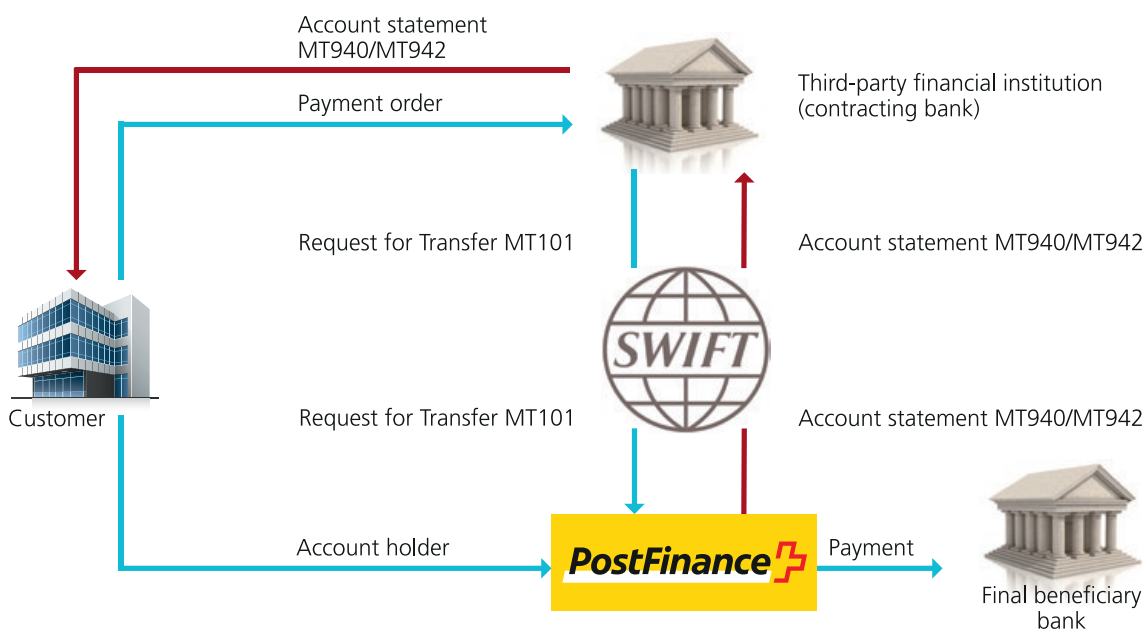 Account statement
MT940/MT942
Payment order
Third-party financial institution
(contracting bank)
Request for Transfer MT101
Account statement MT940/MT942
SWIFT
Customer
Request for Transfer MT101
Account statement MT940/MT942
Account holder
PostFinance
Payment
Final beneficiary
bank